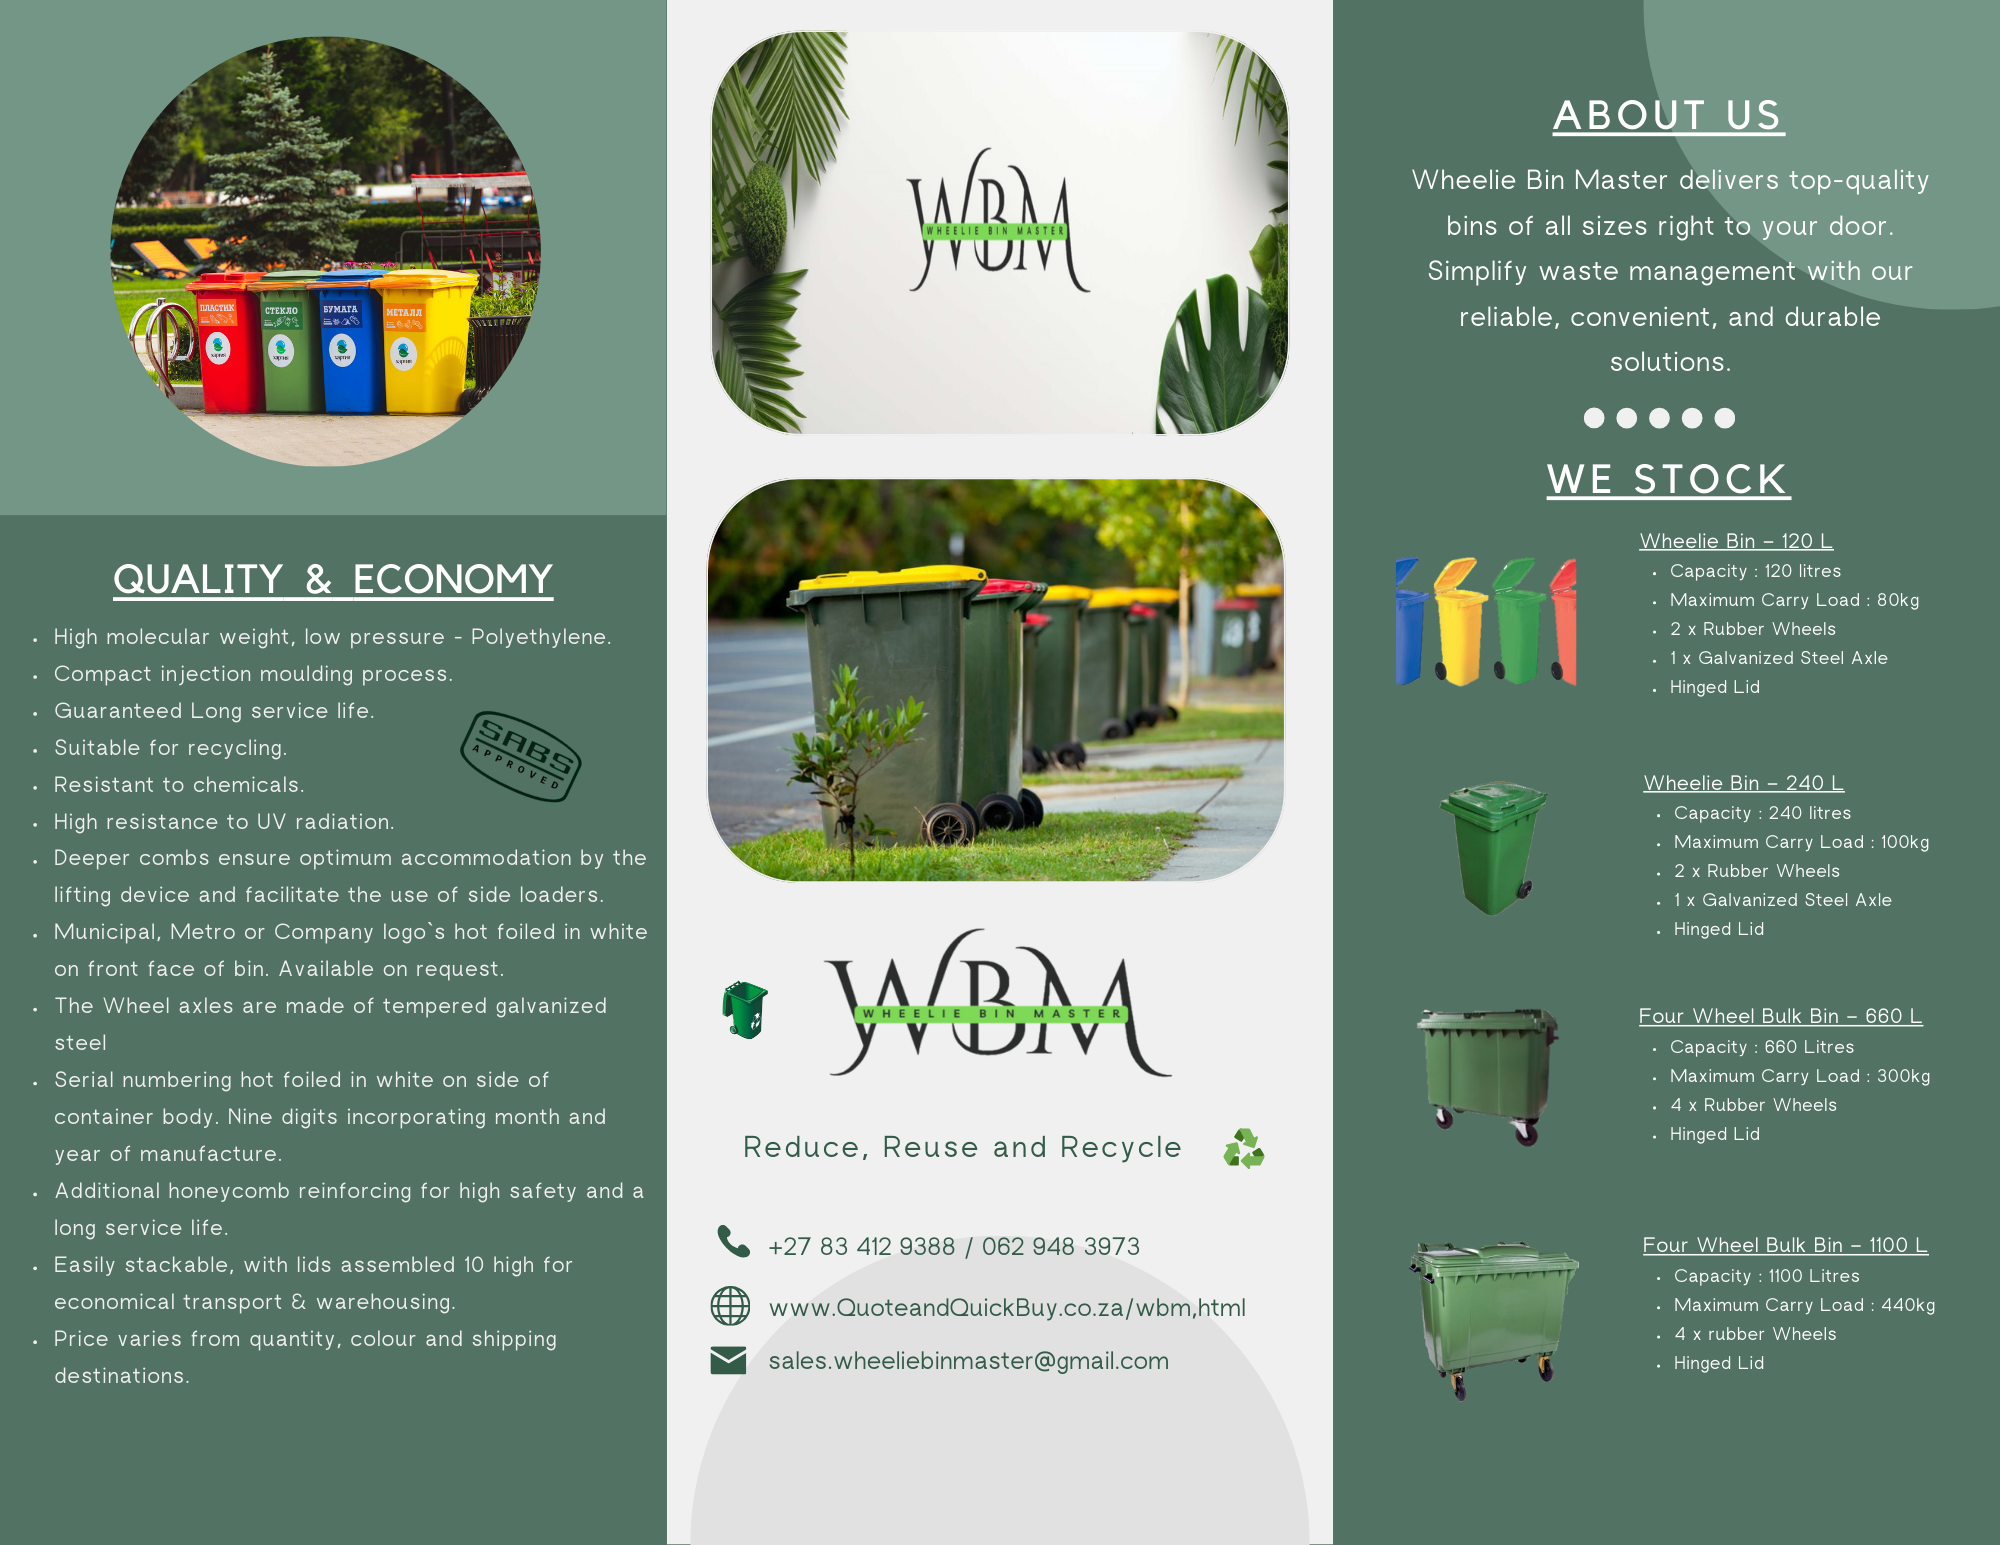 ПЛАСТИК
СТЕКЛО
БУМАГА
МЕТАЛЛ
QUALITY & ECONOMY
High molecular weight, low pressure - Polyethylene.
Compact injection moulding process.
Guaranteed Long service life.
Suitable for recycling.
Resistant to chemicals.
High resistance to UV radiation.
Deeper combs ensure optimum accommodation by the
lifting device and facilitate the use of side loaders.
Municipal, Metro or Company logo`s hot foiled in white
on front face of bin. Available on request.
The Wheel axles are made of tempered galvanized
steel
Serial numbering hot foiled in white on side of
container body. Nine digits incorporating month and
year of manufacture.
Additional honeycomb reinforcing for high safety and a
long service life.
Easily stackable, with lids assembled 10 high for
economical transport & warehousing.
Price varies from quantity, colour and shipping
destinations.
SABS
APPROVED
WBM
WHEELIE BIN MASTER
WBM
WHEELIE BIN MASTER
Reduce, Reuse and Recycle
+27 83 412 9388 / 062 948 3973
www.QuoteandQuickBuy.co.za/wbm,html
sales.wheeliebinmaster@gmail.com
ABOUT US
Wheelie Bin Master delivers top-quality
bins of all sizes right to your door.
Simplify waste management with our
reliable, convenient, and durable
solutions.
WE STOCK
Wheelie Bin – 120 L
Capacity : 120 litres
Maximum Carry Load : 80kg
2 x Rubber Wheels
1 x Galvanized Steel Axle
Hinged Lid
Wheelie Bin – 240 L
Capacity : 240 litres
Maximum Carry Load : 100kg
2 x Rubber Wheels
1 x Galvanized Steel Axle
Hinged Lid
Four Wheel Bulk Bin – 660 L
Capacity : 660 Litres
Maximum Carry Load : 300kg
4 x Rubber Wheels
Hinged Lid
Four Wheel Bulk Bin – 1100 L
Capacity : 1100 Litres
Maximum Carry Load : 440kg
4 x rubber Wheels
Hinged Lid